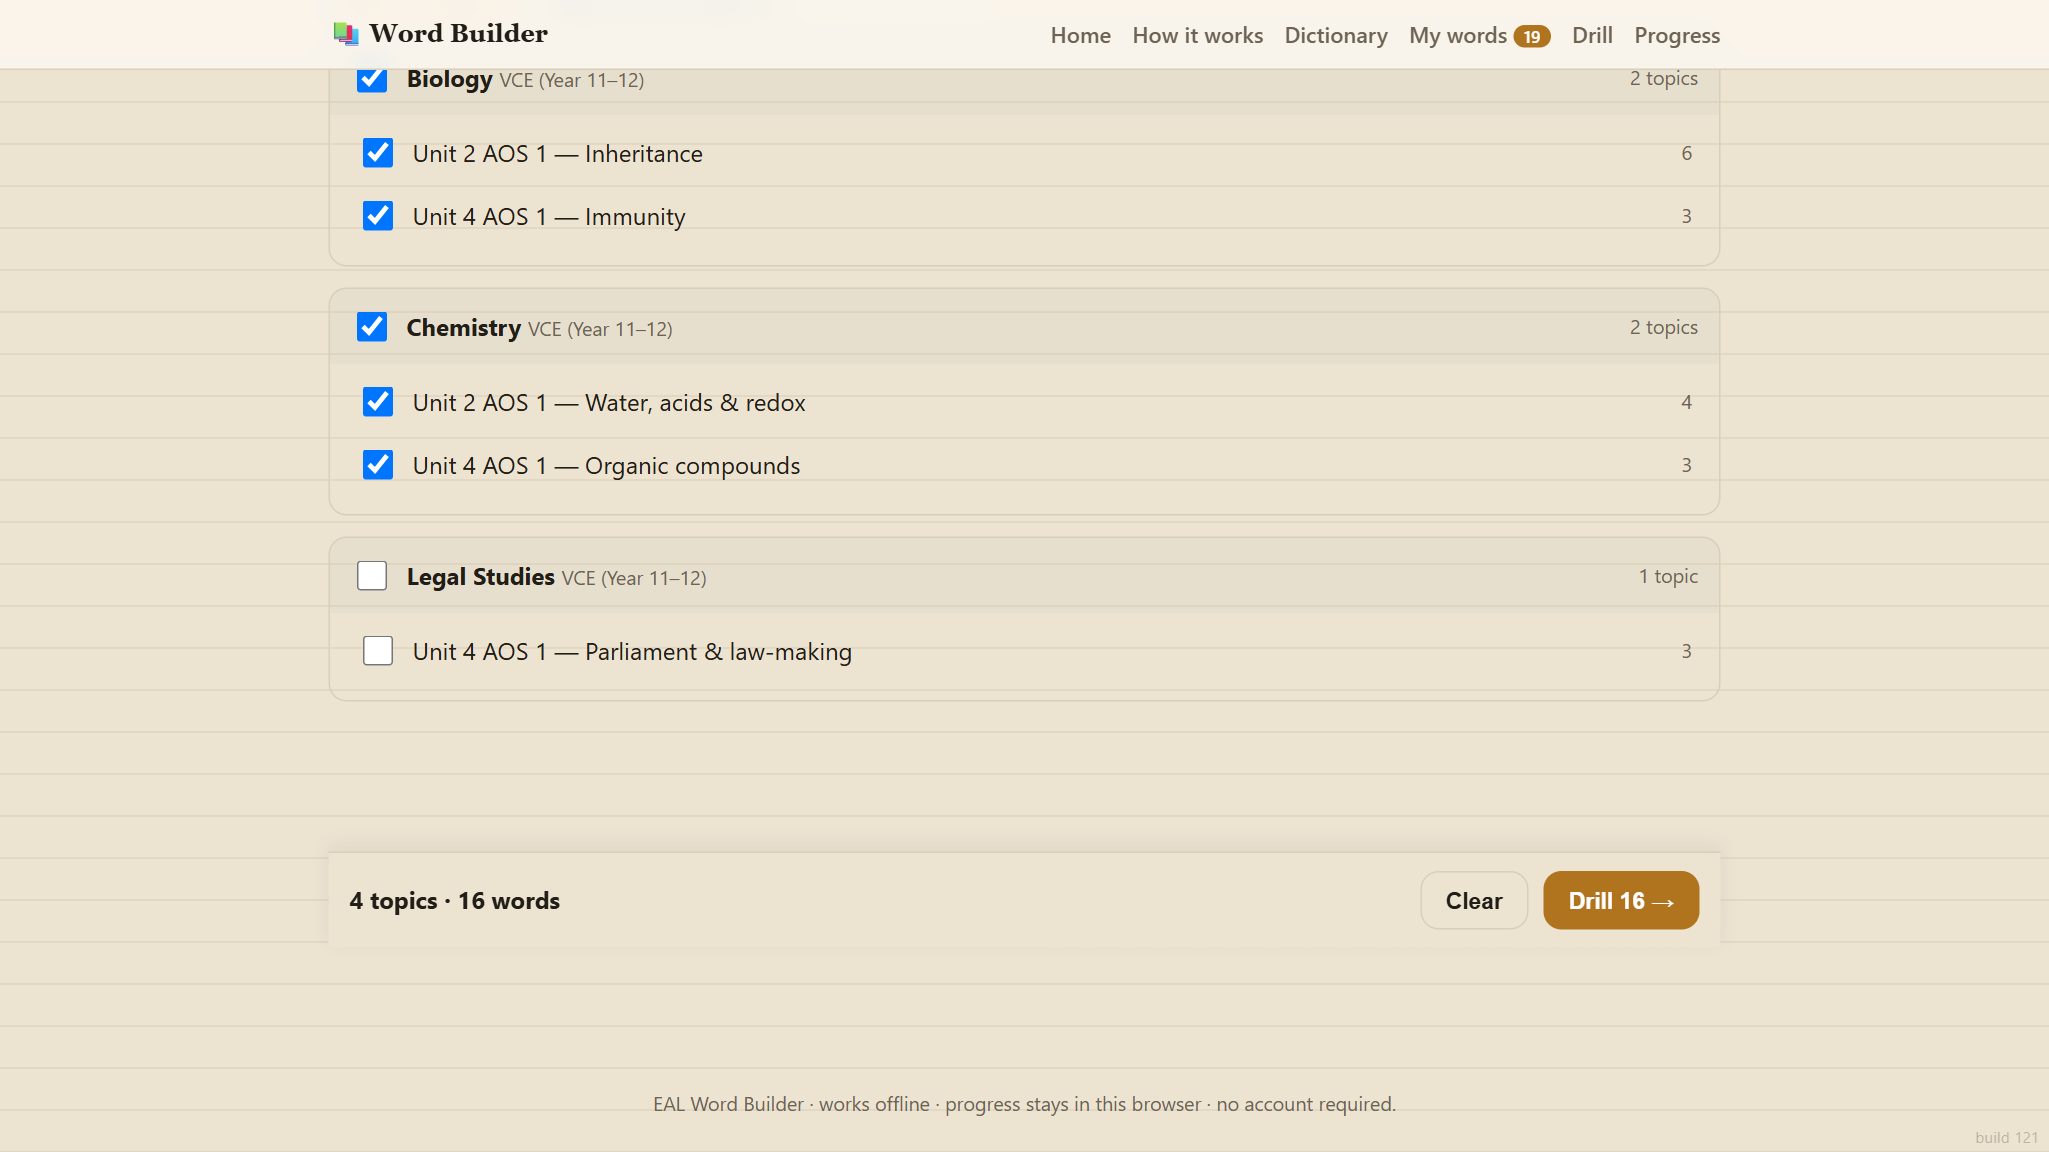 Word Builder
Home How it works Dictionary My words 19 Drill Progress
Biology VCE (Year 11–12) 2 topics
Unit 2 AOS 1 — Inheritance 6
Unit 4 AOS 1 — Immunity 3
Chemistry VCE (Year 11–12) 2 topics
Unit 2 AOS 1 — Water, acids & redox 4
Unit 4 AOS 1 — Organic compounds 3
Legal Studies VCE (Year 11–12) 1 topic
Unit 4 AOS 1 — Parliament & law-making 3
4 topics · 16 words Clear Drill 16 →
EAL Word Builder · works offline · progress stays in this browser · no account required.
build 121